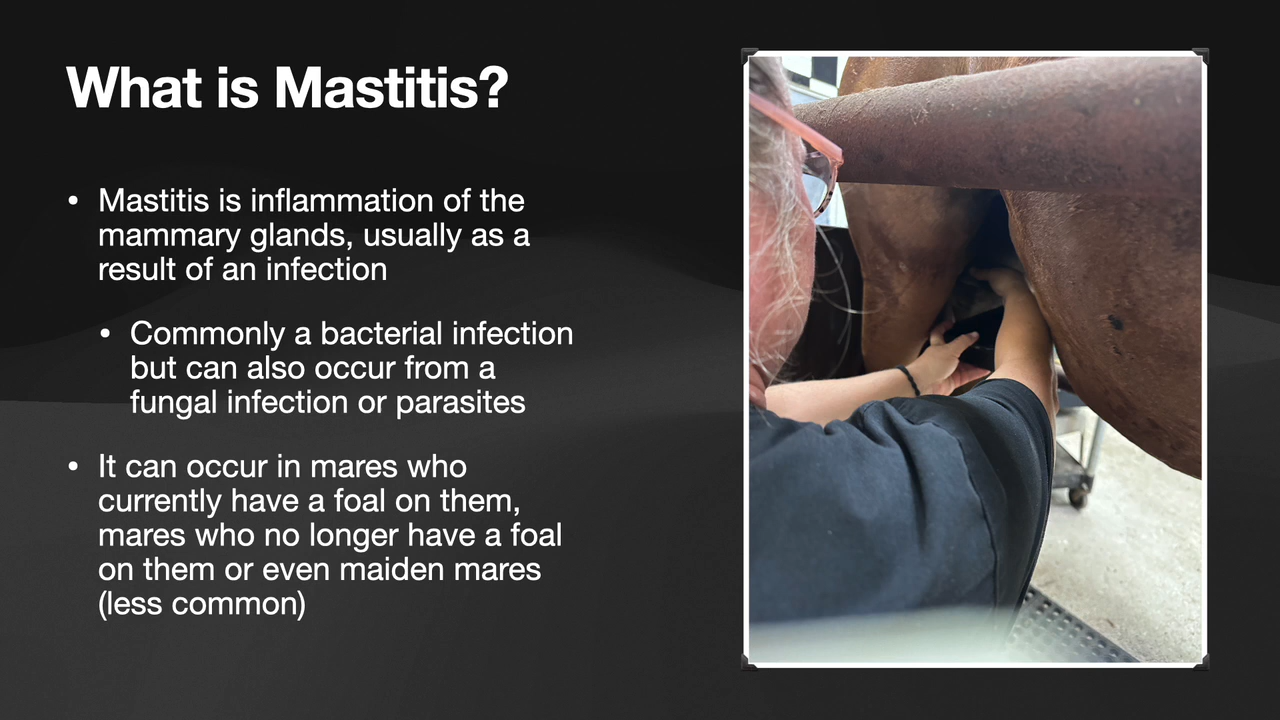 What is Mastitis?
• Mastitis is inflammation of the
mammary glands, usually as a
result of an infection
• Commonly a bacterial infection
but can also occur from a
fungal infection or parasites
• It can occur in mares who
currently have a foal on them,
mares who no longer have a foal
on them or even maiden mares
(less common)